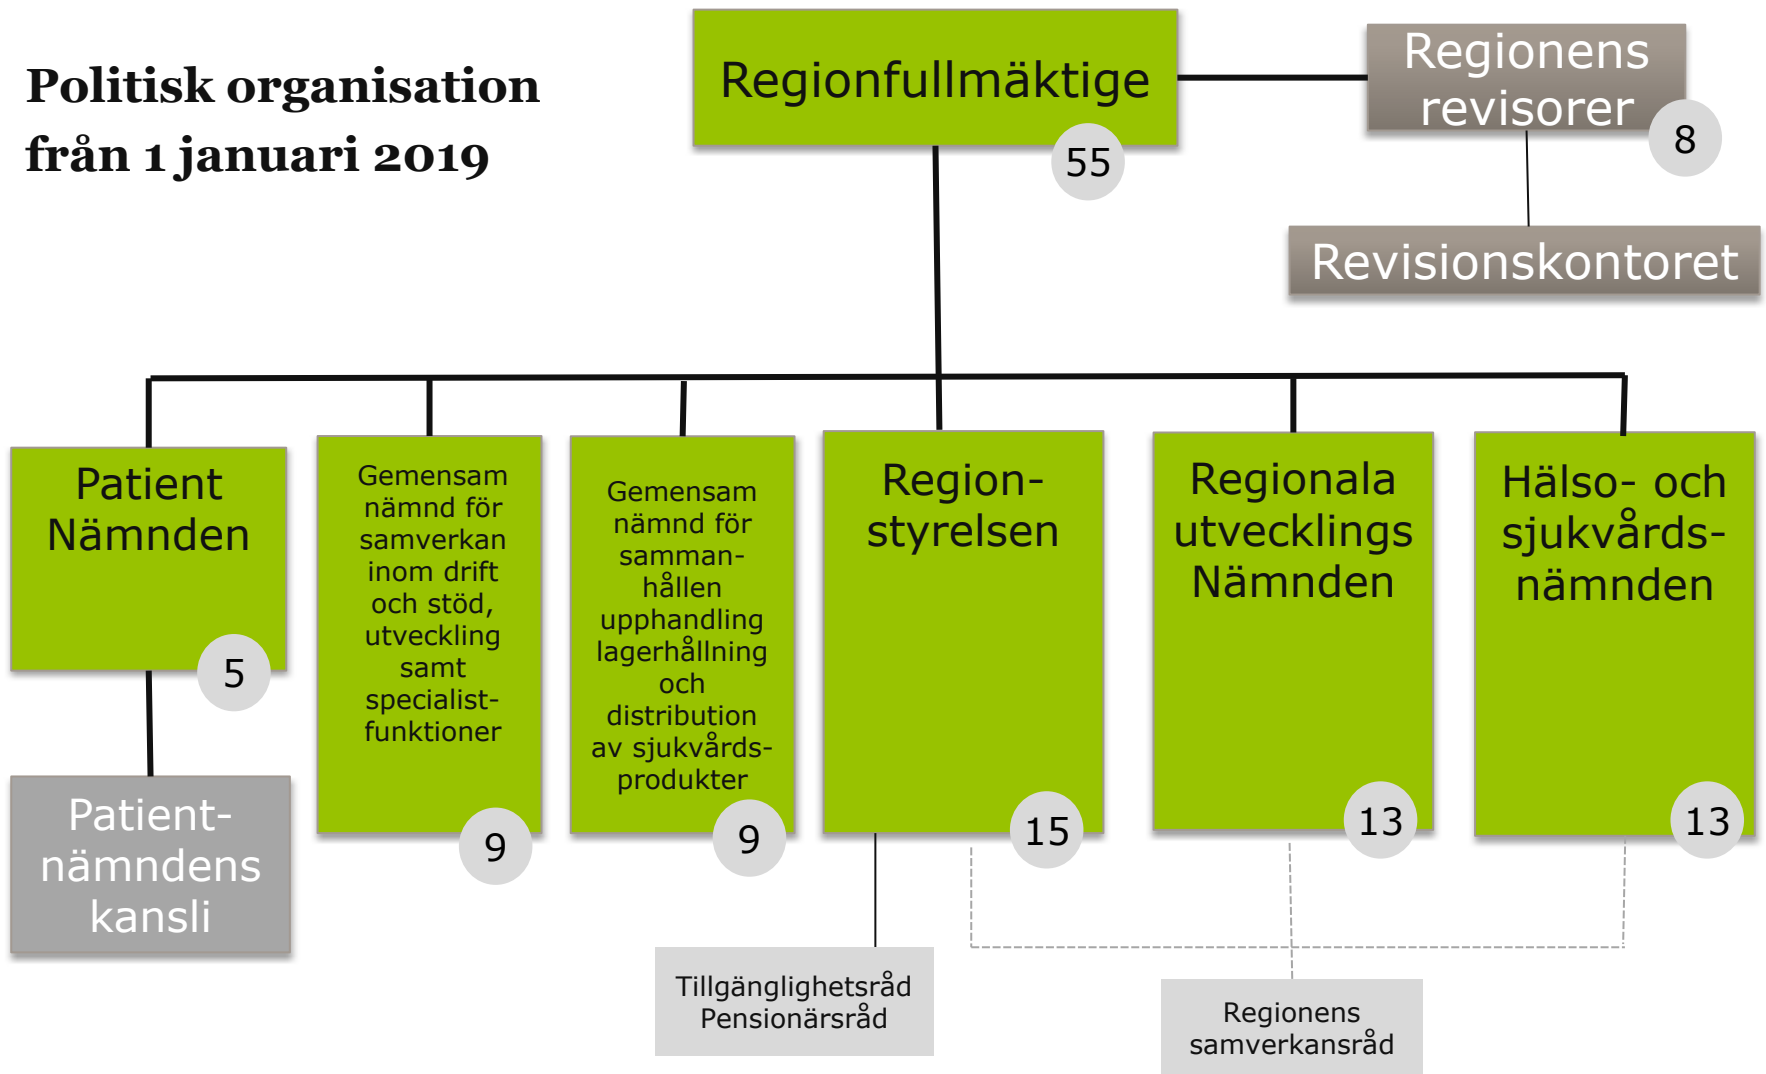 Politisk organisation
från 1 januari 2019
Regionfullmäktige
55
Regionens
revisorer
8
Revisionskontoret
Patient
Nämnden
5
Patient-
nämndens
kansli
Gemensam
nämnd för
samverkan
inom drift
och stöd,
utveckling
samt
specialist-
funktioner
9
Gemensam
nämnd för
samman-
hållen
upphandling
lagerhållning
och
distribution
av sjukvårds-
produkter
9
Region-
styrelsen
15
Regionala
utvecklings
Nämnden
13
Hälso- och
sjukvårds-
nämnden
13
Tillgänglighetsråd
Pensionärsråd
Regionens
samverkansråd